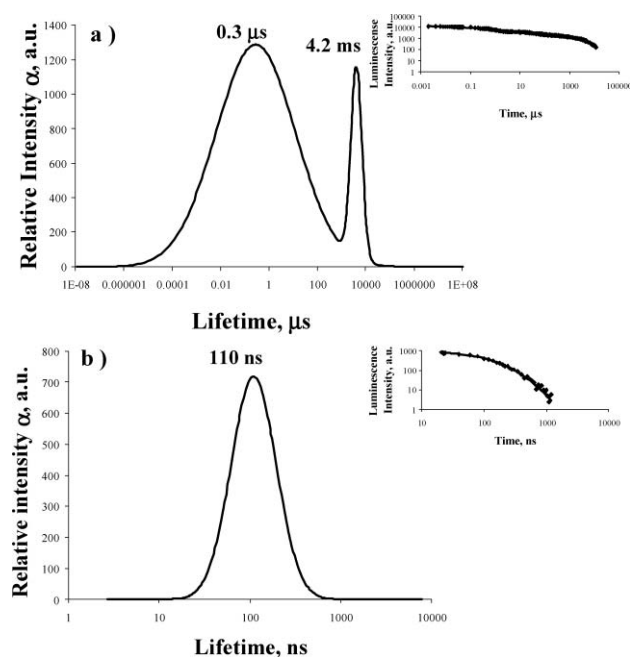 a )
0.3 µs
4.2 ms
Relative Intensity α, a.u.
1400
1200
1000
800
600
400
200
0
1E-08
0.000001
0.0001
0.01
1
100
10000
1000000
1E+08
Lifetime, µs
Luminescense
Intensity, a.u.
100000
10000
1000
100
10
1
0.001
0.1
10
1000
100000
Time, µs
b )
110 ns
Relative intensity α, a.u.
800
700
600
500
400
300
200
100
0
1
10
100
1000
10000
Lifetime, ns
Luminescence
Intensity, a.u.
1000
100
10
1
10
100
1000
10000
Time, ns